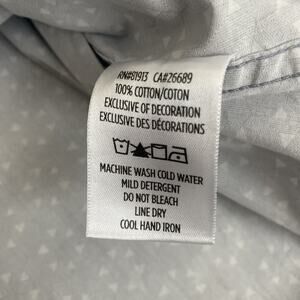 RN#81913 CA#26689
100% COTTON/COTON
EXCLUSIVE OF DECORATION
EXCLUSIVE DES DÉCORATIONS
MACHINE WASH COLD WATER
MILD DETERGENT
DO NOT BLEACH
LINE DRY
COOL HAND IRON